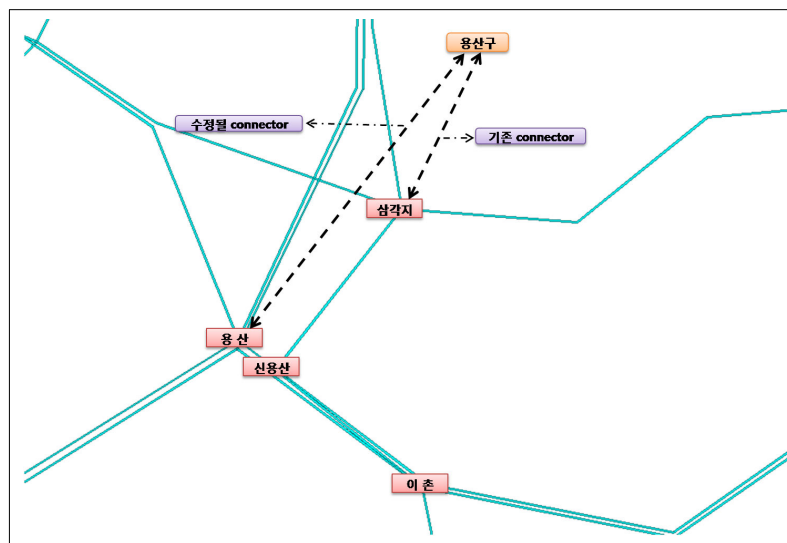 용산구
수정될 connector
기존 connector
삼각지
용 산
신용산
이 촌